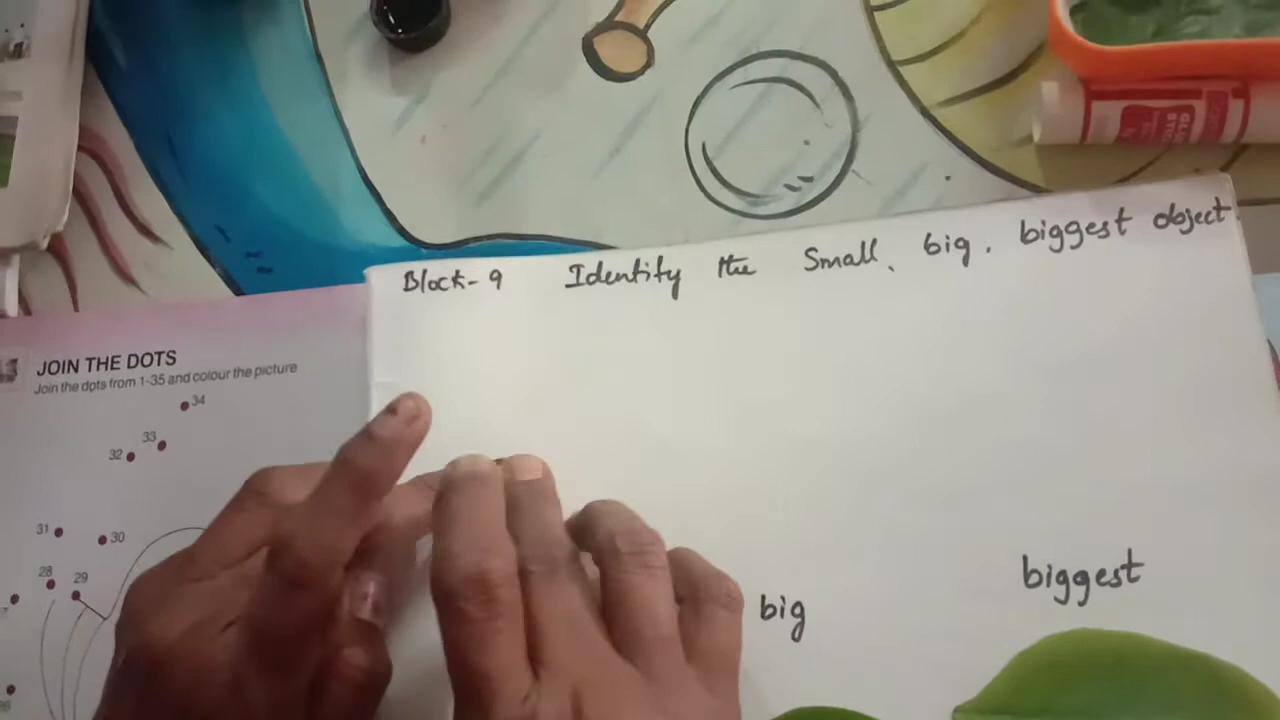 Block-9 Identify the Small, big, biggest object.
JOIN THE DOTS
Join the dots from 1-35 and colour the picture
34
33
32
31
30
28
29
big
biggest
GLUE